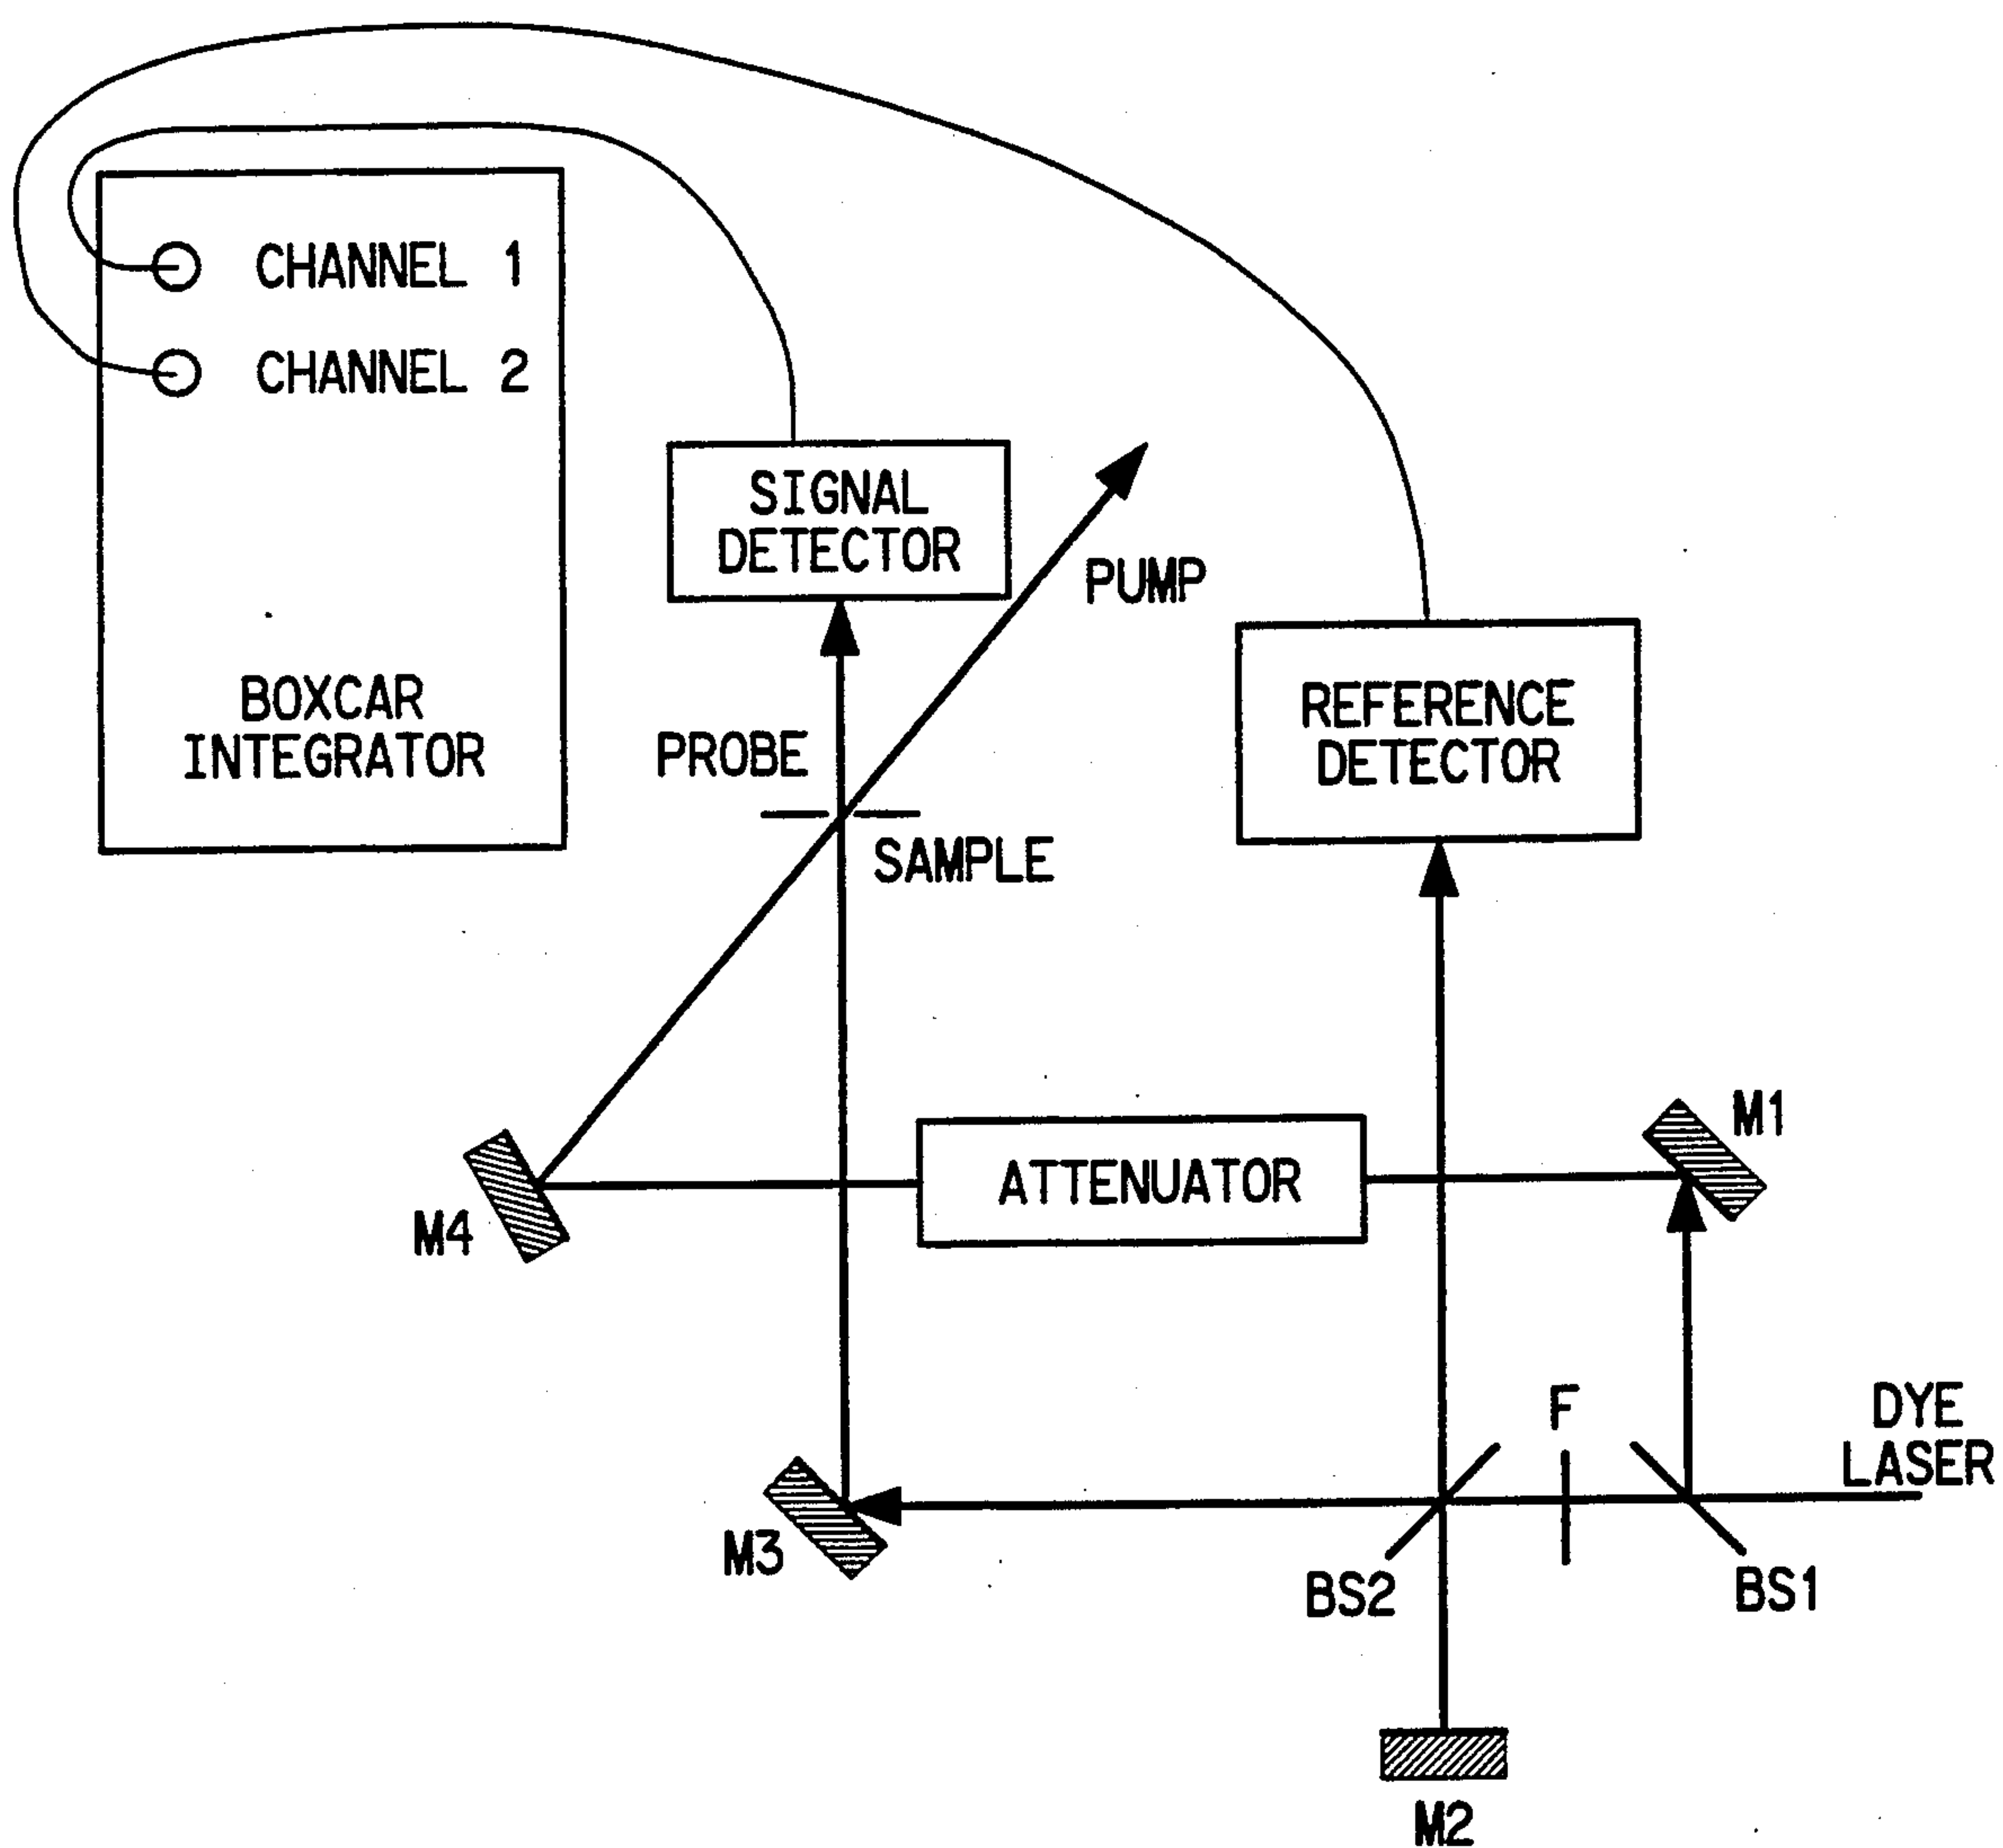 CHANNEL 1
CHANNEL 2
SIGNAL
DETECTOR
PUMP
BOXCAR
INTEGRATOR
PROBE
REFERENCE
DETECTOR
SAMPLE
M1
ATTENUATOR
M4
F
DYE
LASER
M3
BS2
BS1
M2